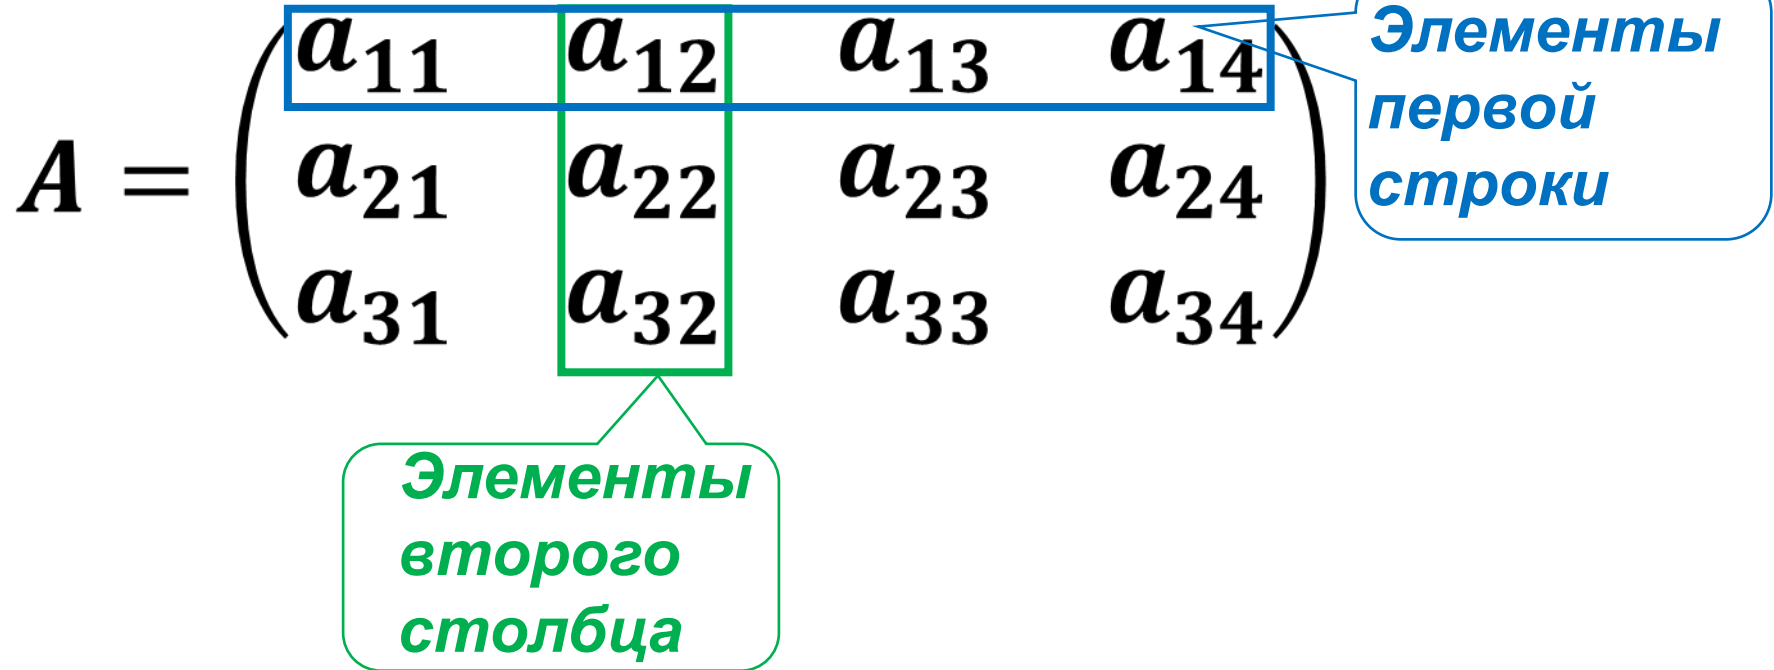 A = ( a₁₁ a₁₂ a₁₃ a₁₄
a₂₁ a₂₂ a₂₃ a₂₄
a₃₁ a₃₂ a₃₃ a₃₄ )
Элементы
первой
строки
Элементы
второго
столбца